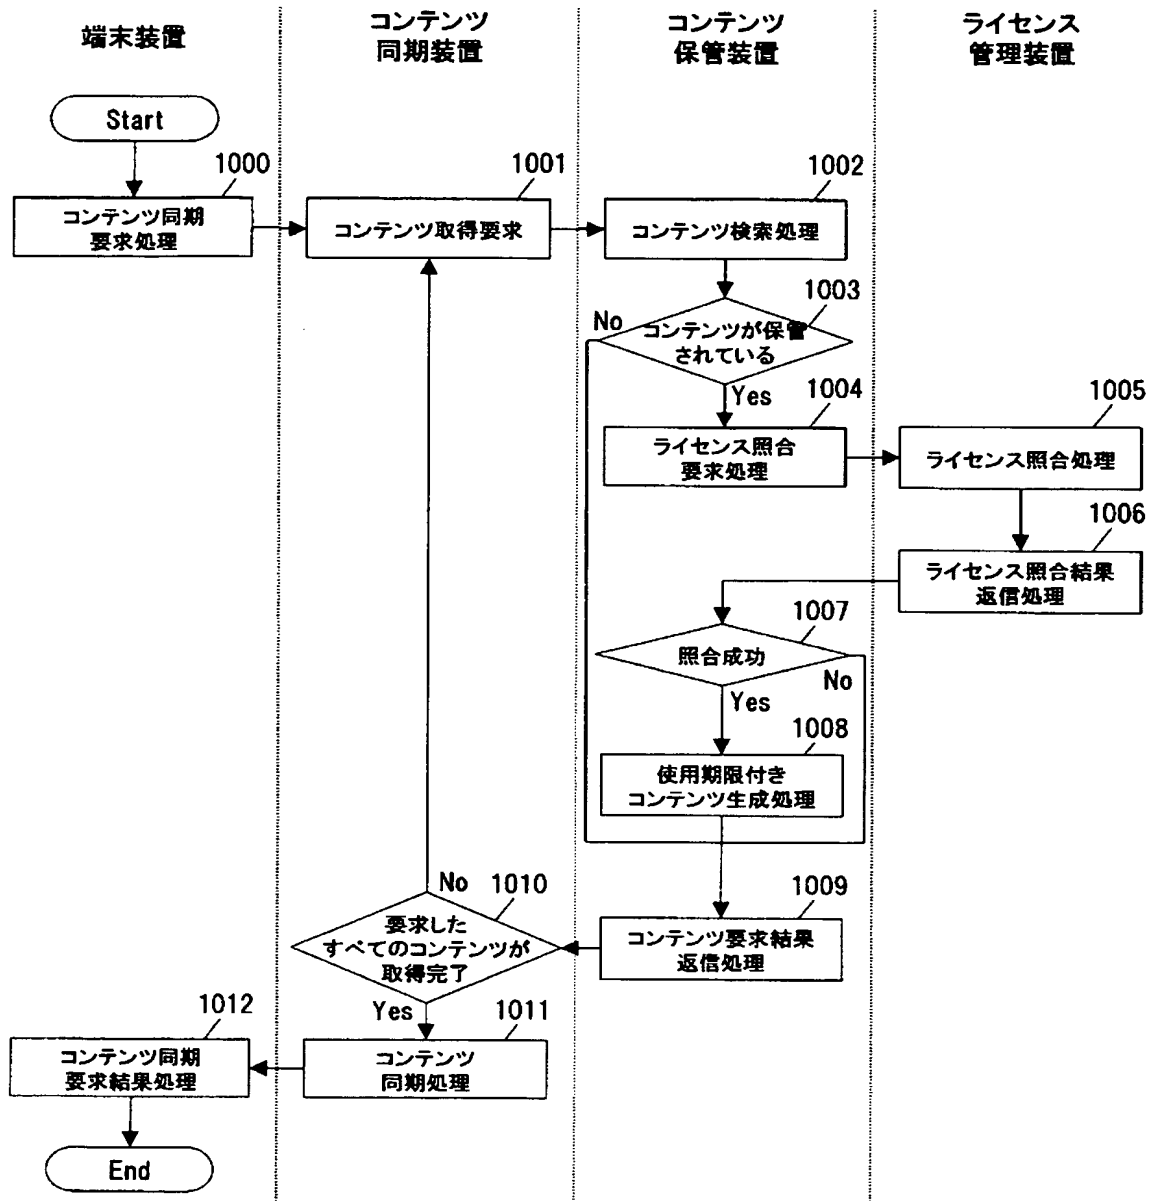 端末装置
コンテンツ
同期装置
コンテンツ
保管装置
ライセンス
管理装置
Start
1000
コンテンツ同期
要求処理
1001
コンテンツ取得要求
1002
コンテンツ検索処理
1003
No
コンテンツが保管
されている
Yes
1004
ライセンス照合
要求処理
1005
ライセンス照合処理
1006
ライセンス照合結果
返信処理
1007
照合成功
No
Yes
1008
使用期限付き
コンテンツ生成処理
1009
コンテンツ要求結果
返信処理
No
1010
要求した
すべてのコンテンツが
取得完了
Yes
1011
コンテンツ
同期処理
1012
コンテンツ同期
要求結果処理
End